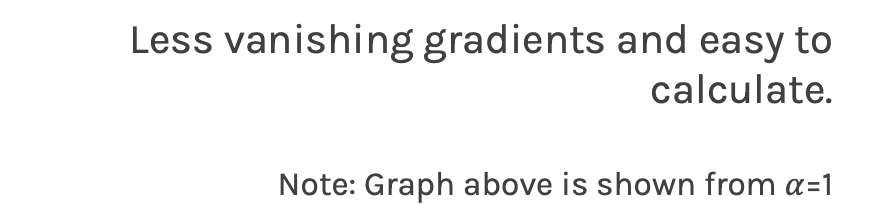 Less vanishing gradients and easy to
calculate.
Note: Graph above is shown from α=1